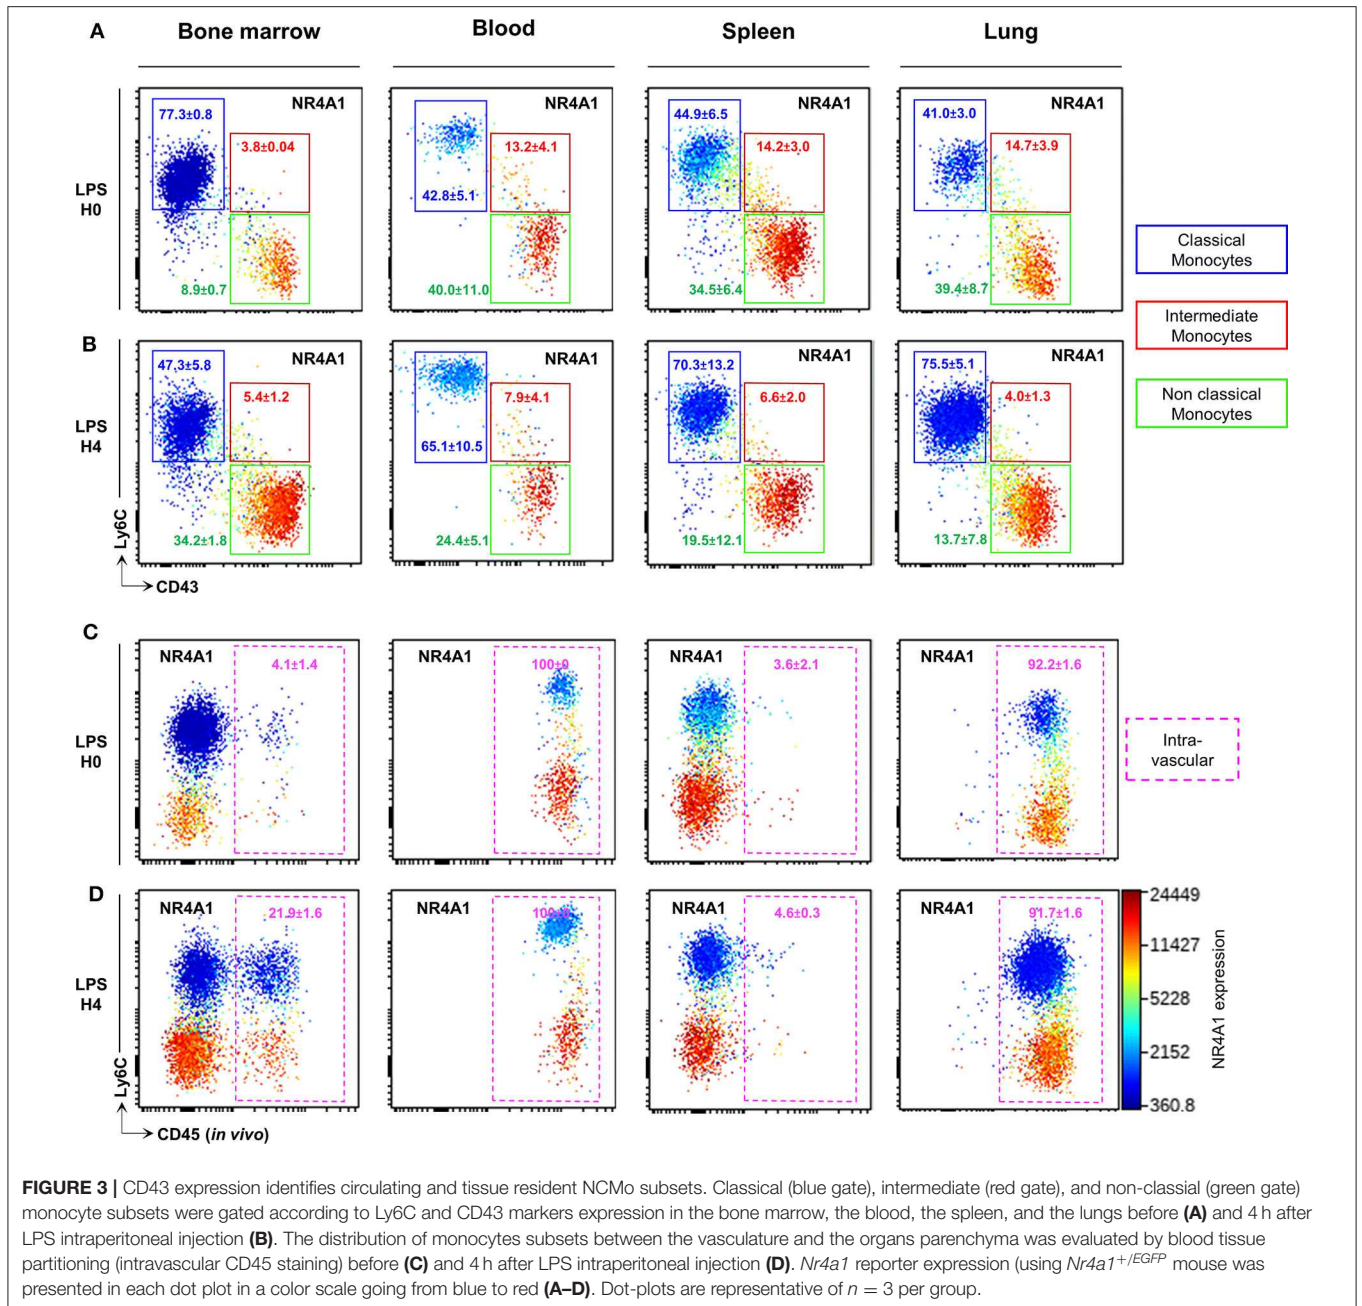 A
Bone marrow
Blood
Spleen
Lung
LPS
H0
NR4A1
77.3±0.8
3.8±0.04
8.9±0.7
NR4A1
13.2±4.1
42.8±5.1
40.0±11.0
NR4A1
44.9±6.5
14.2±3.0
34.5±6.4
NR4A1
41.0±3.0
14.7±3.9
39.4±8.7
Classical
Monocytes
Intermediate
Monocytes
Non classical
Monocytes
B
LPS
H4
NR4A1
47.3±5.8
5.4±1.2
34.2±1.8
NR4A1
7.9±4.1
65.1±10.5
24.4±5.1
NR4A1
70.3±13.2
6.6±2.0
19.5±12.1
NR4A1
75.5±5.1
4.0±1.3
13.7±7.8
Ly6C
CD43
C
LPS
H0
NR4A1
4.1±1.4
NR4A1
100±0
NR4A1
3.6±2.1
NR4A1
92.2±1.6
Intra-
vascular
D
LPS
H4
NR4A1
21.9±1.6
NR4A1
100±0
NR4A1
4.6±0.3
NR4A1
91.7±1.6
24449
11427
5228
2152
360.8
NR4A1 expression
Ly6C
CD45 (in vivo)
FIGURE 3 | CD43 expression identifies circulating and tissue resident NCMo subsets. Classical (blue gate), intermediate (red gate), and non-classial (green gate)
monocyte subsets were gated according to Ly6C and CD43 markers expression in the bone marrow, the blood, the spleen, and the lungs before (A) and 4 h after
LPS intraperitoneal injection (B). The distribution of monocytes subsets between the vasculature and the organs parenchyma was evaluated by blood tissue
partitioning (intravascular CD45 staining) before (C) and 4 h after LPS intraperitoneal injection (D). Nr4a1 reporter expression (using Nr4a1+/EGFP mouse was
presented in each dot plot in a color scale going from blue to red (A–D). Dot-plots are representative of n = 3 per group.